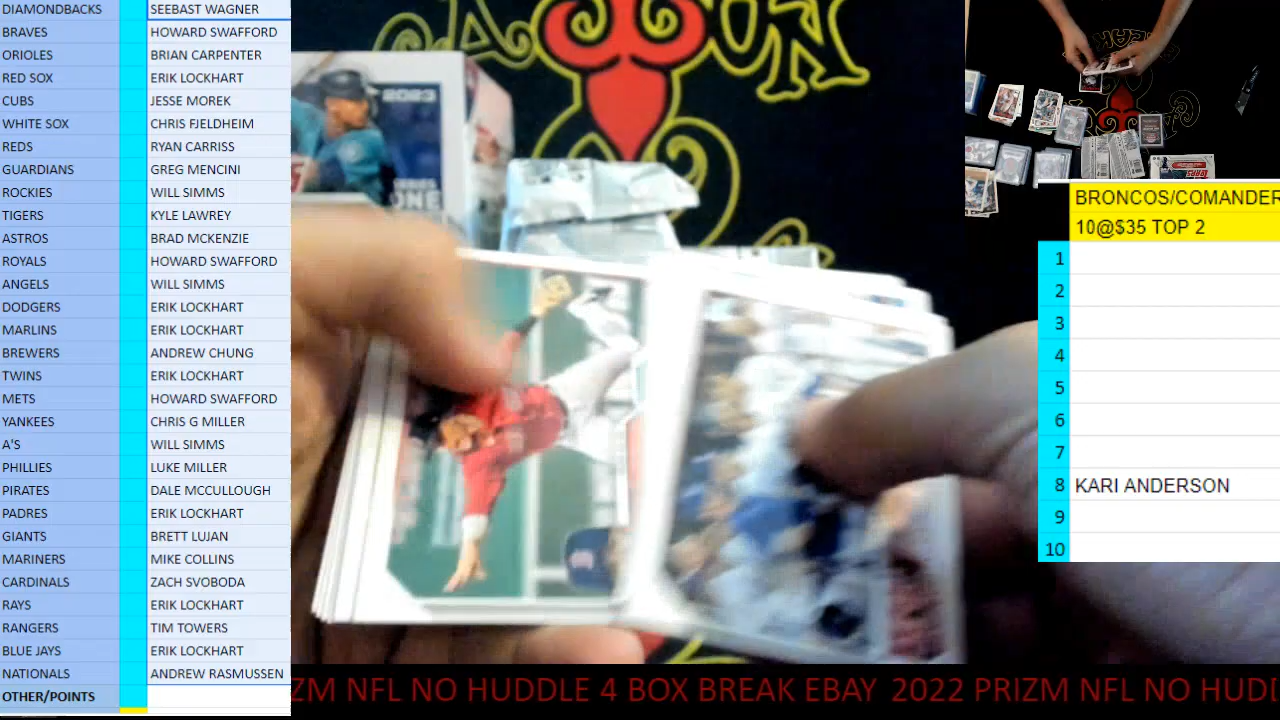 DIAMONDBACKS SEEBAST WAGNER
BRAVES HOWARD SWAFFORD
ORIOLES BRIAN CARPENTER
RED SOX ERIK LOCKHART
CUBS JESSE MOREK
WHITE SOX CHRIS FJELDHEIM
REDS RYAN CARRISS
GUARDIANS GREG MENCINI
ROCKIES WILL SIMMS
TIGERS KYLE LAWREY
ASTROS BRAD MCKENZIE
ROYALS HOWARD SWAFFORD
ANGELS WILL SIMMS
DODGERS ERIK LOCKHART
MARLINS ERIK LOCKHART
BREWERS ANDREW CHUNG
TWINS ERIK LOCKHART
METS HOWARD SWAFFORD
YANKEES CHRIS G MILLER
A'S WILL SIMMS
PHILLIES LUKE MILLER
PIRATES DALE MCCULLOUGH
PADRES ERIK LOCKHART
GIANTS BRETT LUJAN
MARINERS MIKE COLLINS
CARDINALS ZACH SVOBODA
RAYS ERIK LOCKHART
RANGERS TIM TOWERS
BLUE JAYS ERIK LOCKHART
NATIONALS ANDREW RASMUSSEN
OTHER/POINTS
2023
ONE
BRONCOS/COMANDER
10@$35 TOP 2
1
2
3
4
5
6
7
8 KARI ANDERSON
9
10
ZM NFL NO HUDDLE 4 BOX BREAK EBAY 2022 PRIZM NFL NO HUDD